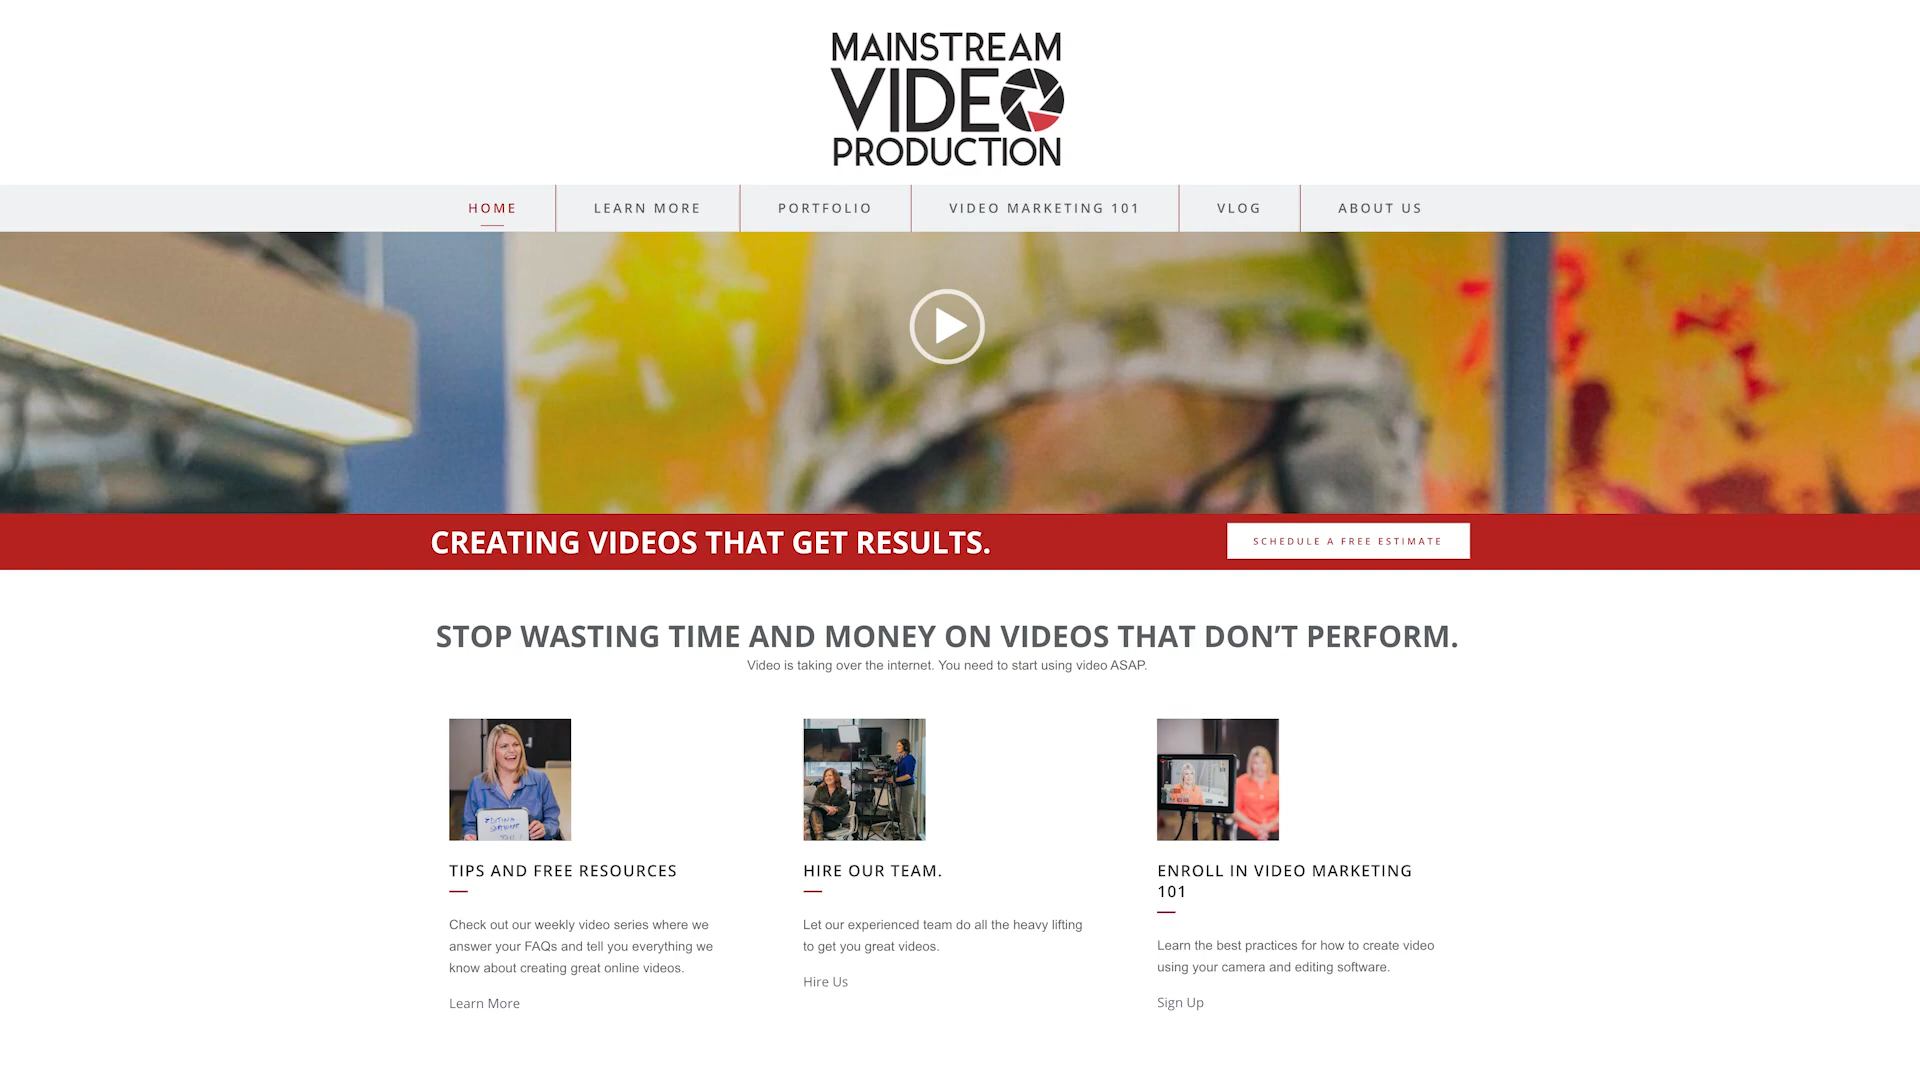 MAINSTREAM
VIDEO
PRODUCTION
HOME LEARN MORE PORTFOLIO VIDEO MARKETING 101 VLOG ABOUT US
CREATING VIDEOS THAT GET RESULTS.
SCHEDULE A FREE ESTIMATE
STOP WASTING TIME AND MONEY ON VIDEOS THAT DON’T PERFORM.
Video is taking over the internet. You need to start using video ASAP.
TIPS AND FREE RESOURCES
Check out our weekly video series where we
answer your FAQs and tell you everything we
know about creating great online videos.
Learn More
HIRE OUR TEAM.
Let our experienced team do all the heavy lifting
to get you great videos.
Hire Us
ENROLL IN VIDEO MARKETING
101
Learn the best practices for how to create video
using your camera and editing software.
Sign Up